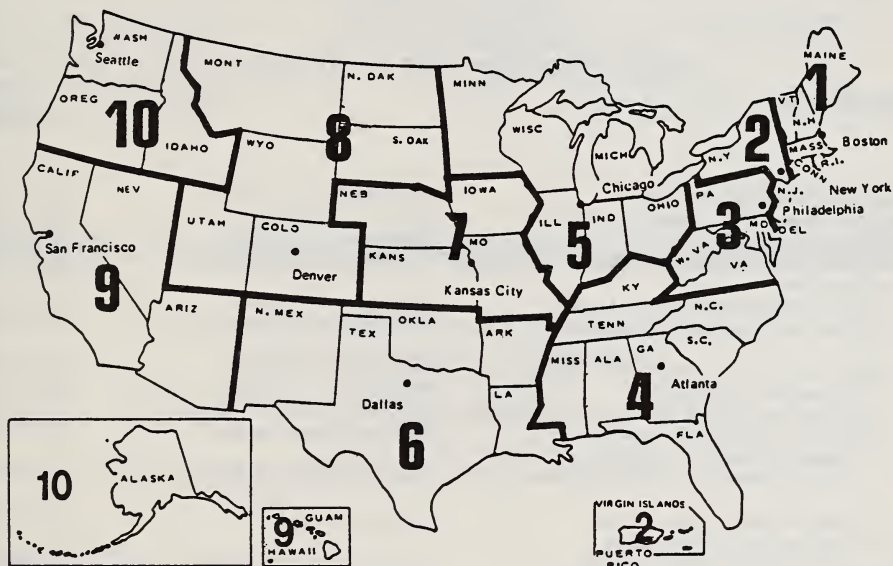 WASH
Seattle
OREG
10
IDAHO
MONT
N. DAK
8
S. DAK
WYO
MINN
WISC
MICH
MAINE
1
VT
N.H
2
N.Y
MASS
Boston
R.I.
CONN
New York
CALIF
NEV
San Francisco
9
UTAH
COLO
Denver
NEB
IOWA
7
KANS
MO
Kansas City
Chicago
ILL
5
IND
OHIO
PA
N.J.
Philadelphia
3
MD
DEL
W. VA
VA
KY
ARIZ
N. MEX
TEX
OKLA
ARK
TENN
N.C.
S.C.
MISS
ALA
GA
Atlanta
4
Dallas
6
LA
FLA
10
ALASKA
9
GUAM
HAWAII
VIRGIN ISLANDS
2
PUERTO
RICO